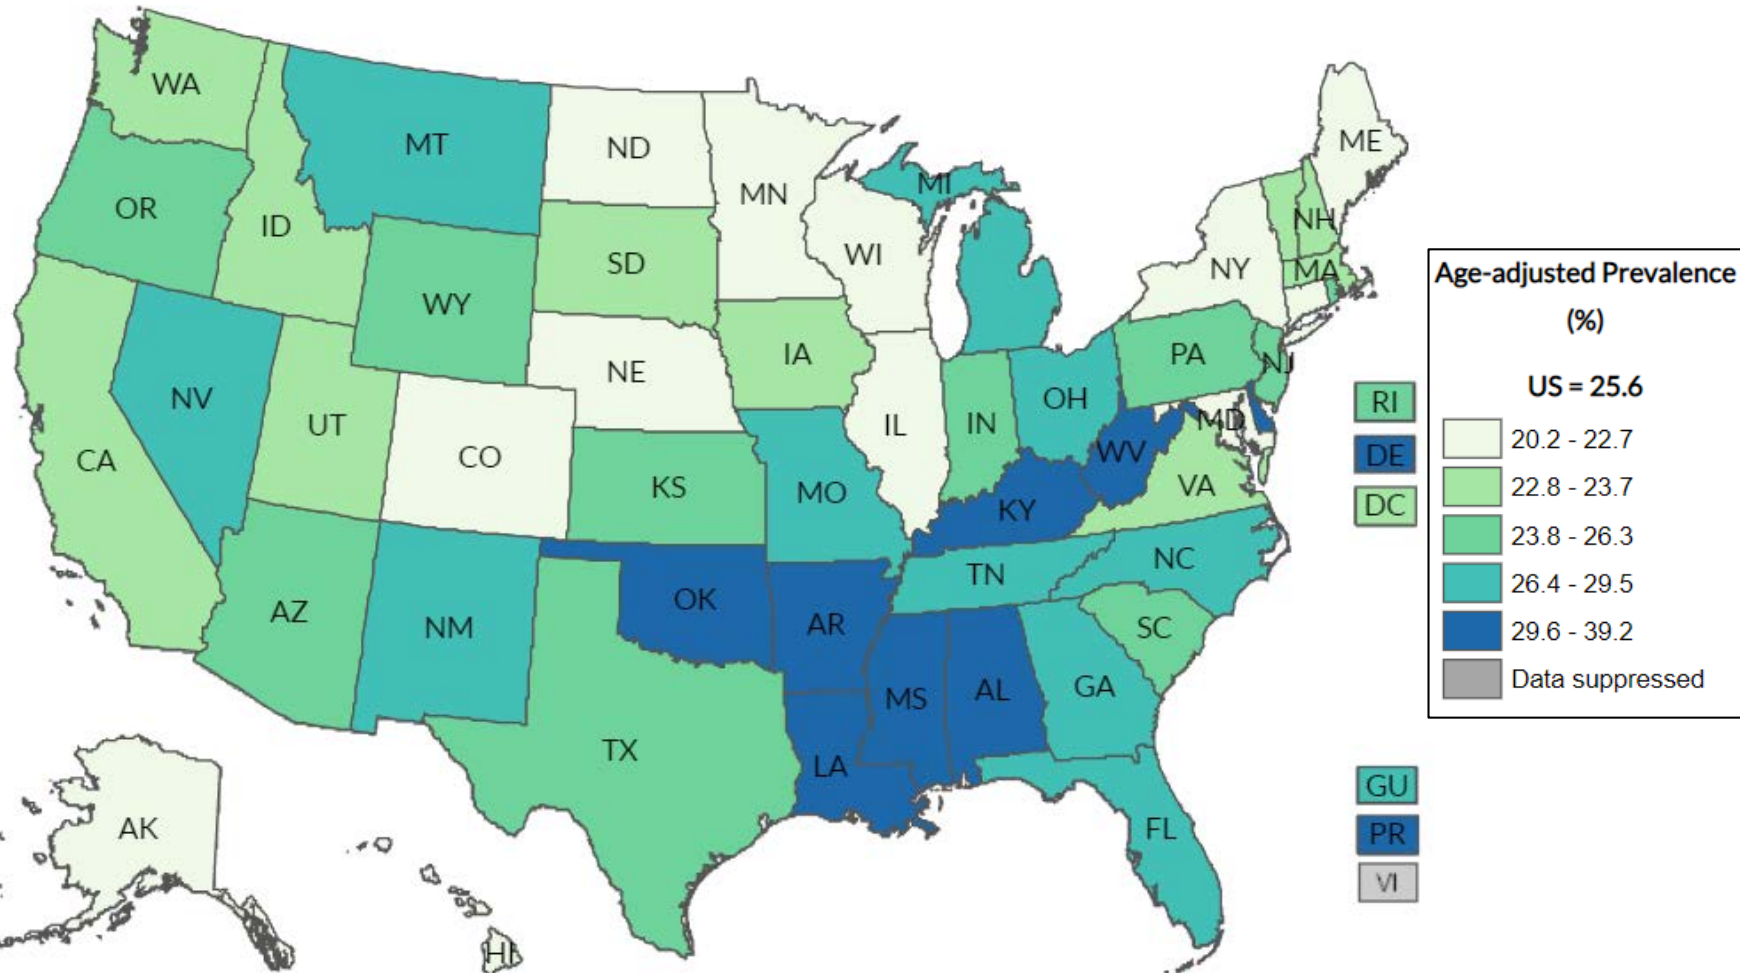 WA
MT
ND
MN
ME
OR
ID
MI
NH
SD
WI
NY
MA
WY
IA
PA
NJ
NE
NV
OH
UT
IL
IN
MD
CO
WV
CA
KS
MO
VA
KY
NC
TN
OK
AZ
AR
NM
SC
MS
AL
GA
TX
LA
AK
FL
HI
RI
DE
DC
GU
PR
VI
Age-adjusted Prevalence
(%)
US = 25.6
20.2 - 22.7
22.8 - 23.7
23.8 - 26.3
26.4 - 29.5
29.6 - 39.2
Data suppressed